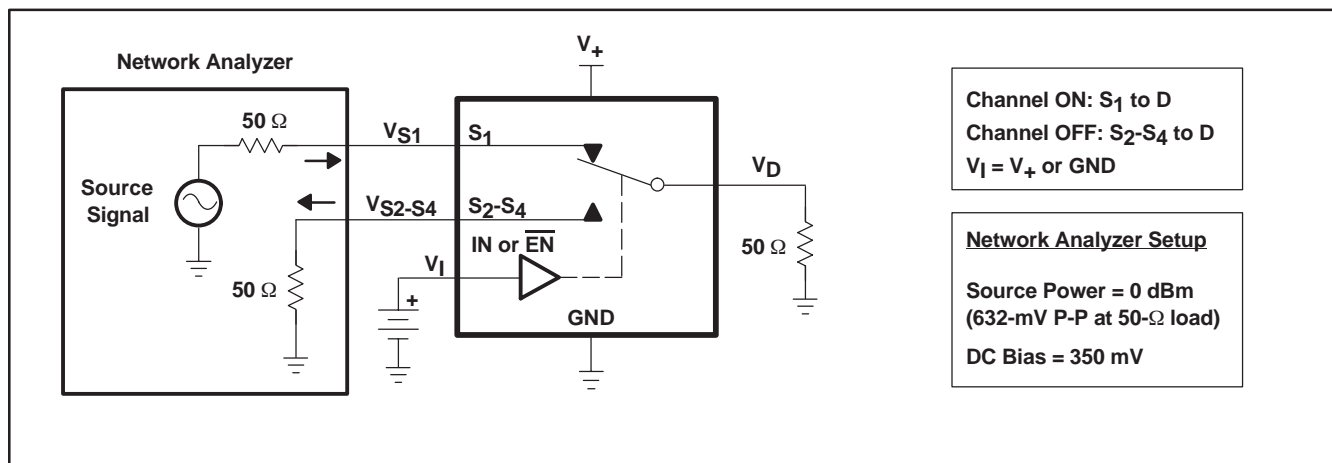 Network Analyzer
50 Ω
Source
Signal
50 Ω
VS1
VS2-S4
VI
+
V+
S1
S2-S4
IN or E̅N̅
GND
VD
50 Ω
Channel ON: S1 to D
Channel OFF: S2-S4 to D
VI = V+ or GND
Network Analyzer Setup
Source Power = 0 dBm
(632-mV P-P at 50-Ω load)
DC Bias = 350 mV